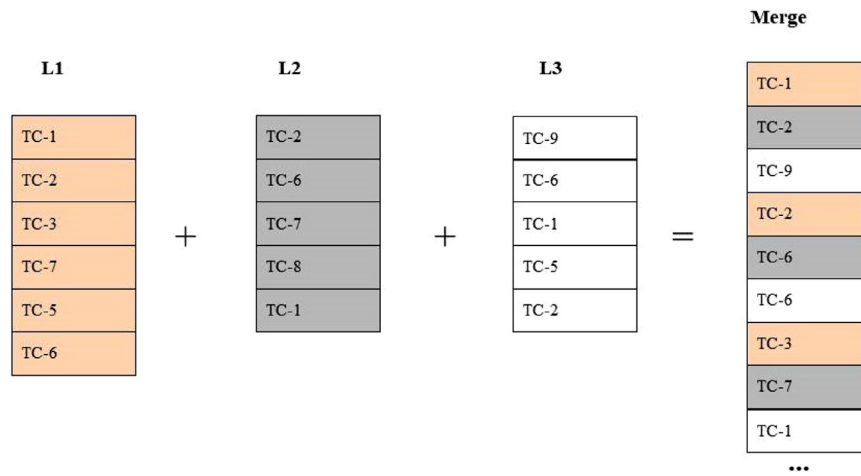 Merge
L1
L2
L3
TC-1
TC-2
TC-3
TC-7
TC-5
TC-6
+
TC-2
TC-6
TC-7
TC-8
TC-1
+
TC-9
TC-6
TC-1
TC-5
TC-2
=
TC-1
TC-2
TC-9
TC-2
TC-6
TC-6
TC-3
TC-7
TC-1
...